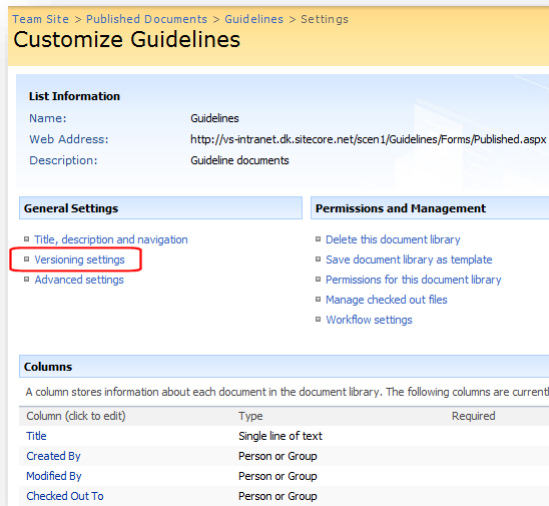 Team Site > Published Documents > Guidelines > Settings
Customize Guidelines
List Information
Name: Guidelines
Web Address: http://vs-intranet.dk.sitecore.net/scen1/Guidelines/Forms/Published.aspx
Description: Guideline documents
General Settings
Permissions and Management
Title, description and navigation
Delete this document library
Versioning settings
Save document library as template
Advanced settings
Permissions for this document library
Manage checked out files
Workflow settings
Columns
A column stores information about each document in the document library. The following columns are currentl
Column (click to edit) Type Required
Title Single line of text
Created By Person or Group
Modified By Person or Group
Checked Out To Person or Group